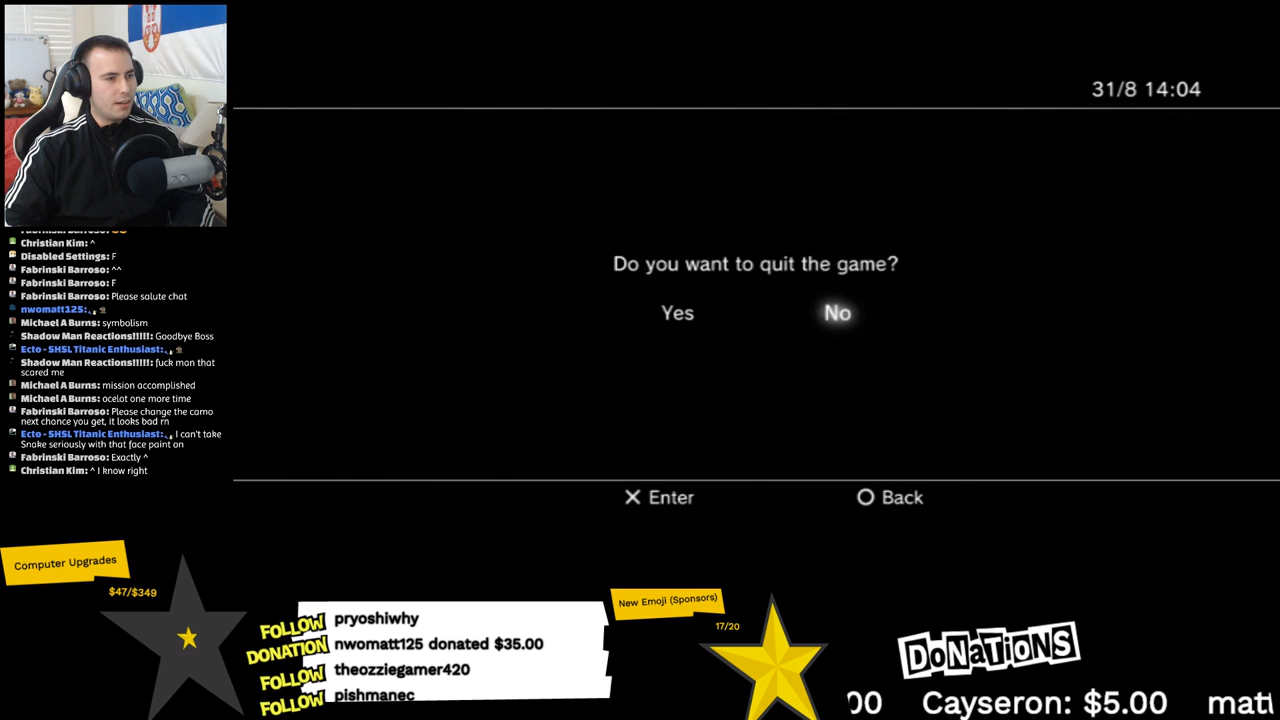 31/8 14:04
Do you want to quit the game?
Yes
No
Enter
Back
Christian Kim: ^
Disabled Settings: F
Fabrinski Barroso: ^^
Fabrinski Barroso: F
Fabrinski Barroso: Please salute chat
nwomatt125:
Michael A Burns: symbolism
Shadow Man Reactions!!!!!: Goodbye Boss
Ecto - SHSL Titanic Enthusiast:
Shadow Man Reactions!!!!!: fuck man that
scared me
Michael A Burns: mission accomplished
Michael A Burns: ocelot one more time
Fabrinski Barroso: Please change the camo
next chance you get, it looks bad rn
Ecto - SHSL Titanic Enthusiast: I can't take
Snake seriously with that face paint on
Fabrinski Barroso: Exactly ^
Christian Kim: ^ I know right
Computer Upgrades
$47/$349
FOLLOW pryoshiwhy
DONATION nwomatt125 donated $35.00
FOLLOW theozziegamer420
FOLLOW pishmanec
New Emoji (Sponsors)
17/20
DONATIONS
00 Cayseron: $5.00 matt